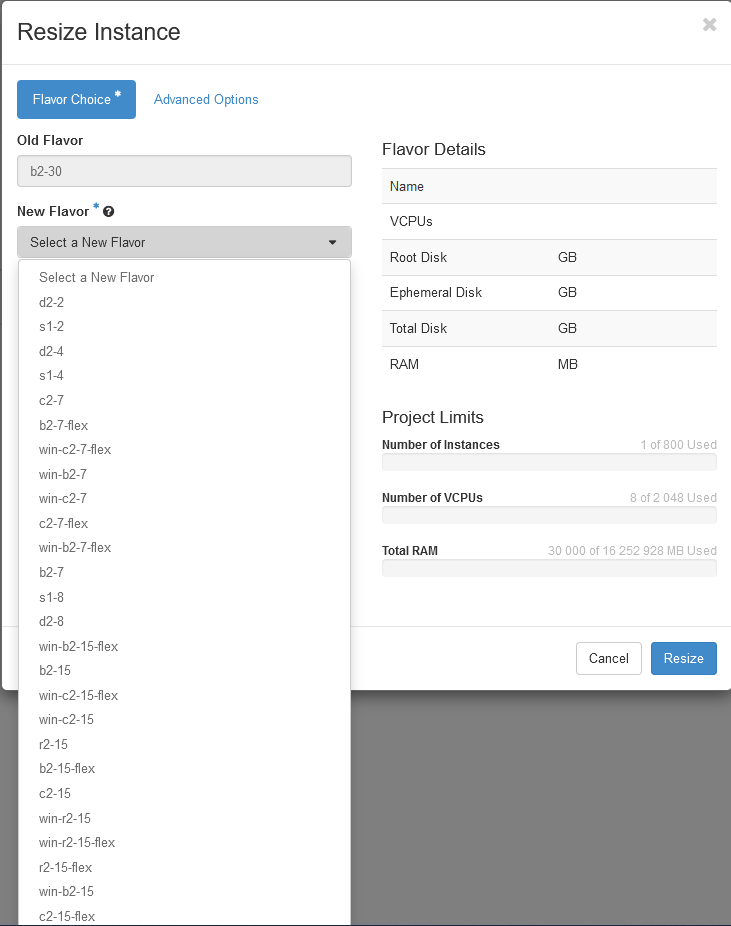 Resize Instance
×
Flavor Choice *
Advanced Options
Old Flavor
b2-30
New Flavor * ?
Select a New Flavor
Select a New Flavor
d2-2
s1-2
d2-4
s1-4
c2-7
b2-7-flex
win-c2-7-flex
win-b2-7
win-c2-7
c2-7-flex
win-b2-7-flex
b2-7
s1-8
d2-8
win-b2-15-flex
b2-15
win-c2-15-flex
win-c2-15
r2-15
b2-15-flex
c2-15
win-r2-15
win-r2-15-flex
r2-15-flex
win-b2-15
c2-15-flex
Flavor Details
Name
VCPUs
Root Disk GB
Ephemeral Disk GB
Total Disk GB
RAM MB
Project Limits
Number of Instances 1 of 800 Used
Number of VCPUs 8 of 2 048 Used
Total RAM 30 000 of 16 252 928 MB Used
Cancel Resize